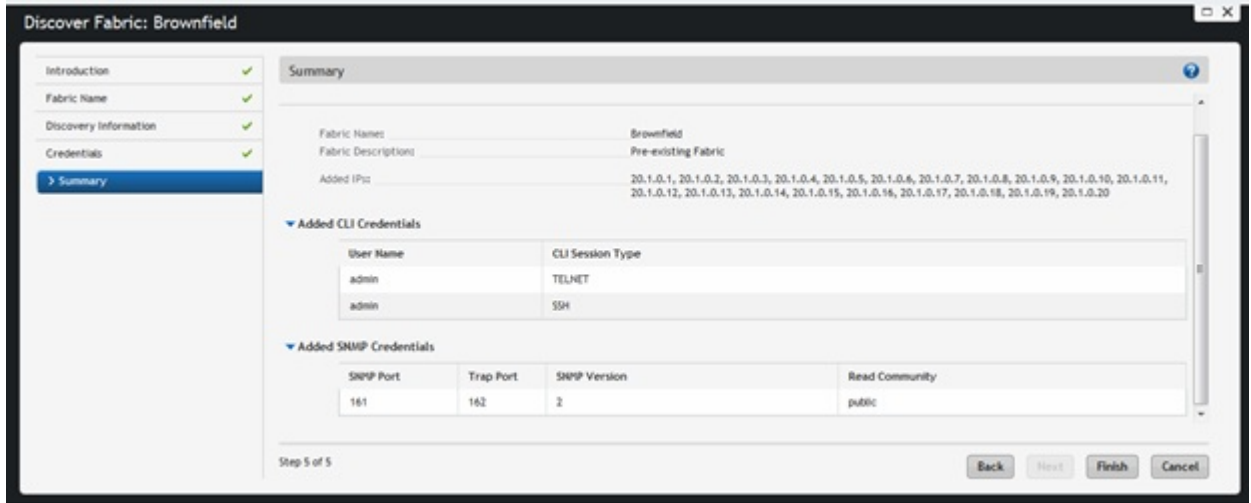 Discover Fabric: Brownfield
Introduction
Fabric Name
Discovery Information
Credentials
> Summary
Summary
?
Fabric Name: Brownfield
Fabric Description: Pre-existing Fabric
Added IPs: 20.1.0.1, 20.1.0.2, 20.1.0.3, 20.1.0.4, 20.1.0.5, 20.1.0.6, 20.1.0.7, 20.1.0.8, 20.1.0.9, 20.1.0.10, 20.1.0.11,
20.1.0.12, 20.1.0.13, 20.1.0.14, 20.1.0.15, 20.1.0.16, 20.1.0.17, 20.1.0.18, 20.1.0.19, 20.1.0.20
Added CLI Credentials
User Name CLI Session Type
admin TELNET
admin SSH
Added SNMP Credentials
SNMP Port Trap Port SNMP Version Read Community
161 162 2 public
Step 5 of 5
Back Next Finish Cancel